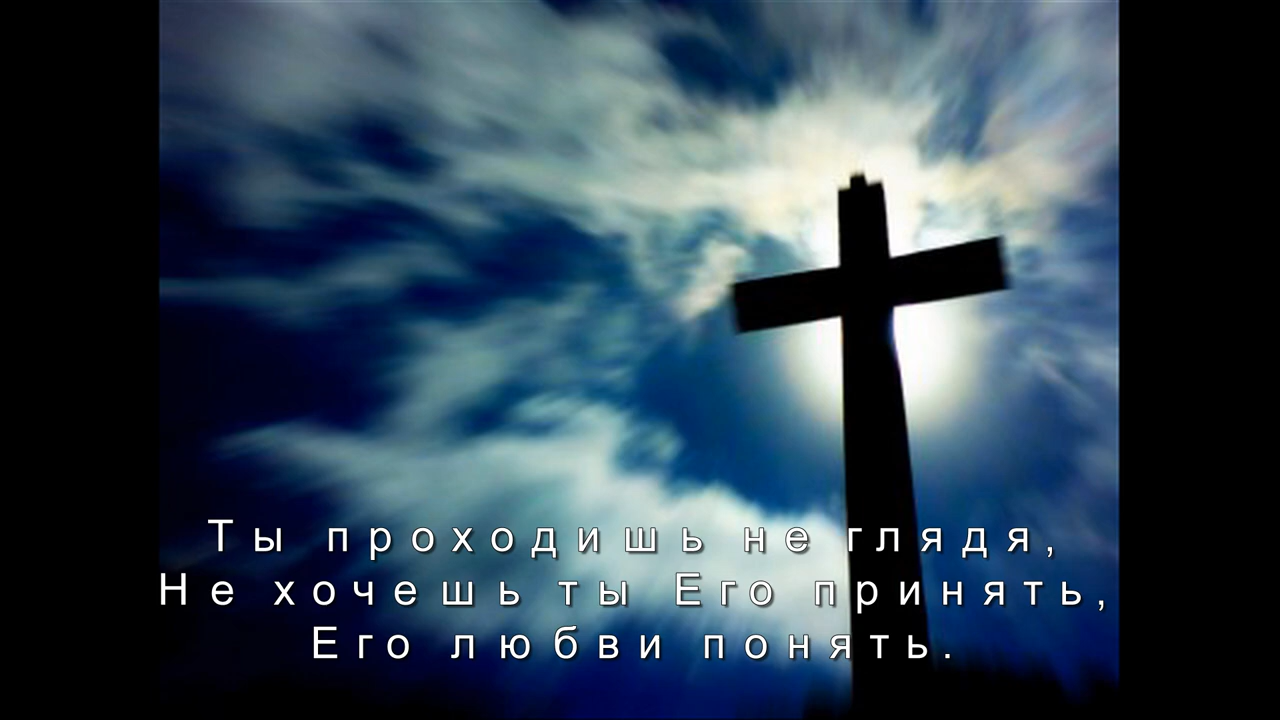 Ты проходишь не глядя,
Не хочешь ты Его принять,
Его любви понять.